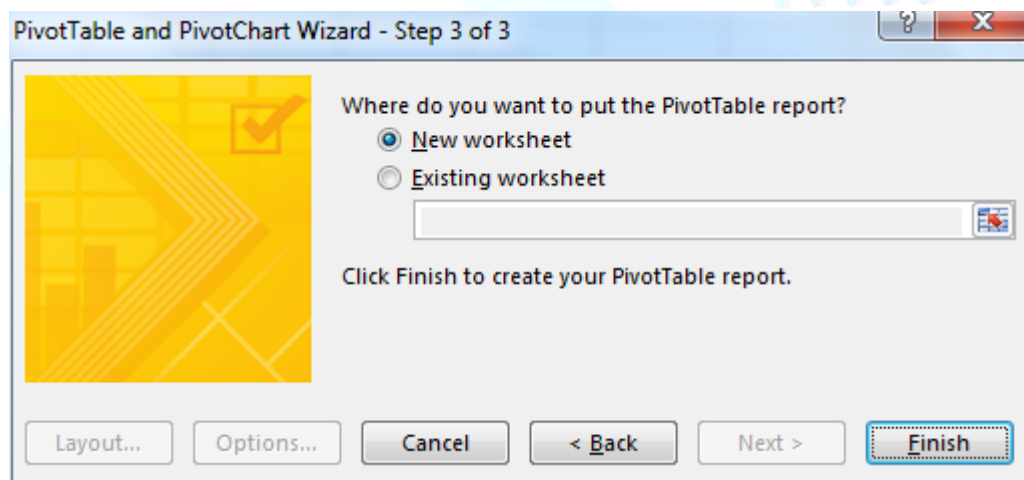 PivotTable and PivotChart Wizard - Step 3 of 3
?
X
Where do you want to put the PivotTable report?
New worksheet
Existing worksheet
Click Finish to create your PivotTable report.
Layout...
Options...
Cancel
< Back
Next >
Finish